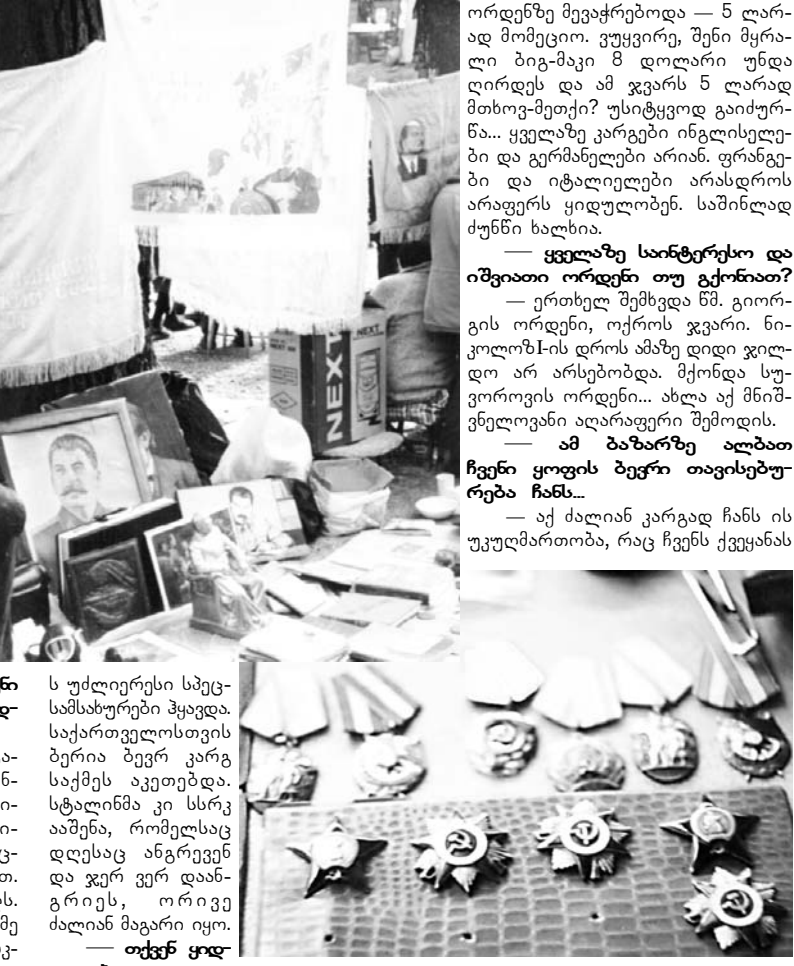 ორდენზე მევაჭრებოდა — 5 ლარ-
ად მომეციო. ვუყვირე, შენი მყრა-
ლი ბიგ-მაკი 8 დოლარი უნდა
ღირდეს და ამ ჯვარს 5 ლარად
მთხოვ-მეთქი? უსიტყვოდ გაიძურ-
წა... ყველაზე კარგები ინგლისელე-
ბი და გერმანელები არიან. ფრანგე-
ბი და იტალიელები არასდროს
არაფერს ყიდულობენ. საშინლად
ძუნწი ხალხია.
— ყველაზე საინტერესო და
იშვიათი ორდენი თუ გქონიათ?
— ერთხელ შემხვდა წმ. გიორ-
გის ორდენი, ოქროს ჯვარი. ნი-
კოლოზ I-ის დროს ამაზე დიდი ჯილ-
დო არ არსებობდა. მქონდა სუ-
ვოროვის ორდენი... ახლა აქ მნიშ-
ვნელოვანი აღარაფერი შემოდის.
— ამ ბაზარზე ალბათ
ჩვენი ყოფის ბევრი თავისებუ-
რება ჩანს...
— აქ ძალიან კარგად ჩანს ის
უკუღმართობა, რაც ჩვენს ქვეყანას
NEXT
NEXT
ს უძლიერესი სპეც-
სამსახურები ჰყავდა.
საქართველოსთვის
ბერია ბევრ კარგ
საქმეს აკეთებდა.
სტალინმა კი სსრკ
ააშენა, რომელსაც
დღესაც ანგრევენ
და ჯერ ვერ დაან-
გრიეს, ორივე
ძალიან მაგარი იყო.
— თქვენ ყიდ-